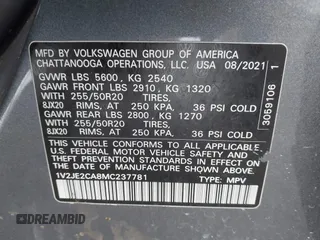 MFD. BY VOLKSWAGEN GROUP OF AMERICA
CHATTANOOGA OPERATIONS, LLC. USA 08/2021
GVWR LBS 5600, KG 2540
GAWR FRONT LBS 2910, KG 1320
WITH 255/50R20 TIRES,
8JX20 RIMS, AT 250 KPA. 36 PSI COLD
GAWR REAR LBS 2800, KG 1270
WITH 255/50R20 TIRES,
8JX20 RIMS, AT 250 KPA. 36 PSI COLD
THIS VEHICLE CONFORMS TO ALL APPLICABLE
U.S. FEDERAL MOTOR VEHICLE SAFETY
STANDARDS IN EFFECT ON
THE DATE OF MANUFACTURE SHOWN ABOVE.
1V2JE2CA8MC237781 TYPE: MPV
3059106 1
DREAMBID
DREAMBID.COM